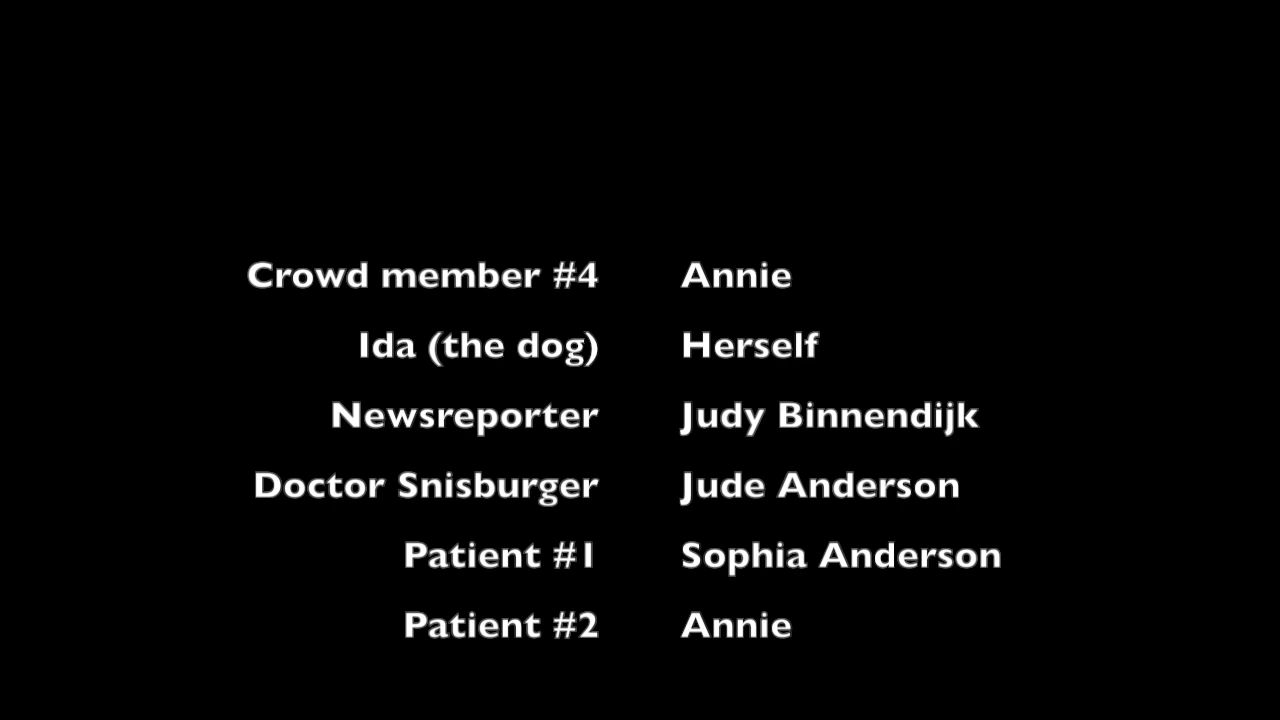 Crowd member #4 Annie
Ida (the dog) Herself
Newsreporter Judy Binnendijk
Doctor Snisburger Jude Anderson
Patient #1 Sophia Anderson
Patient #2 Annie